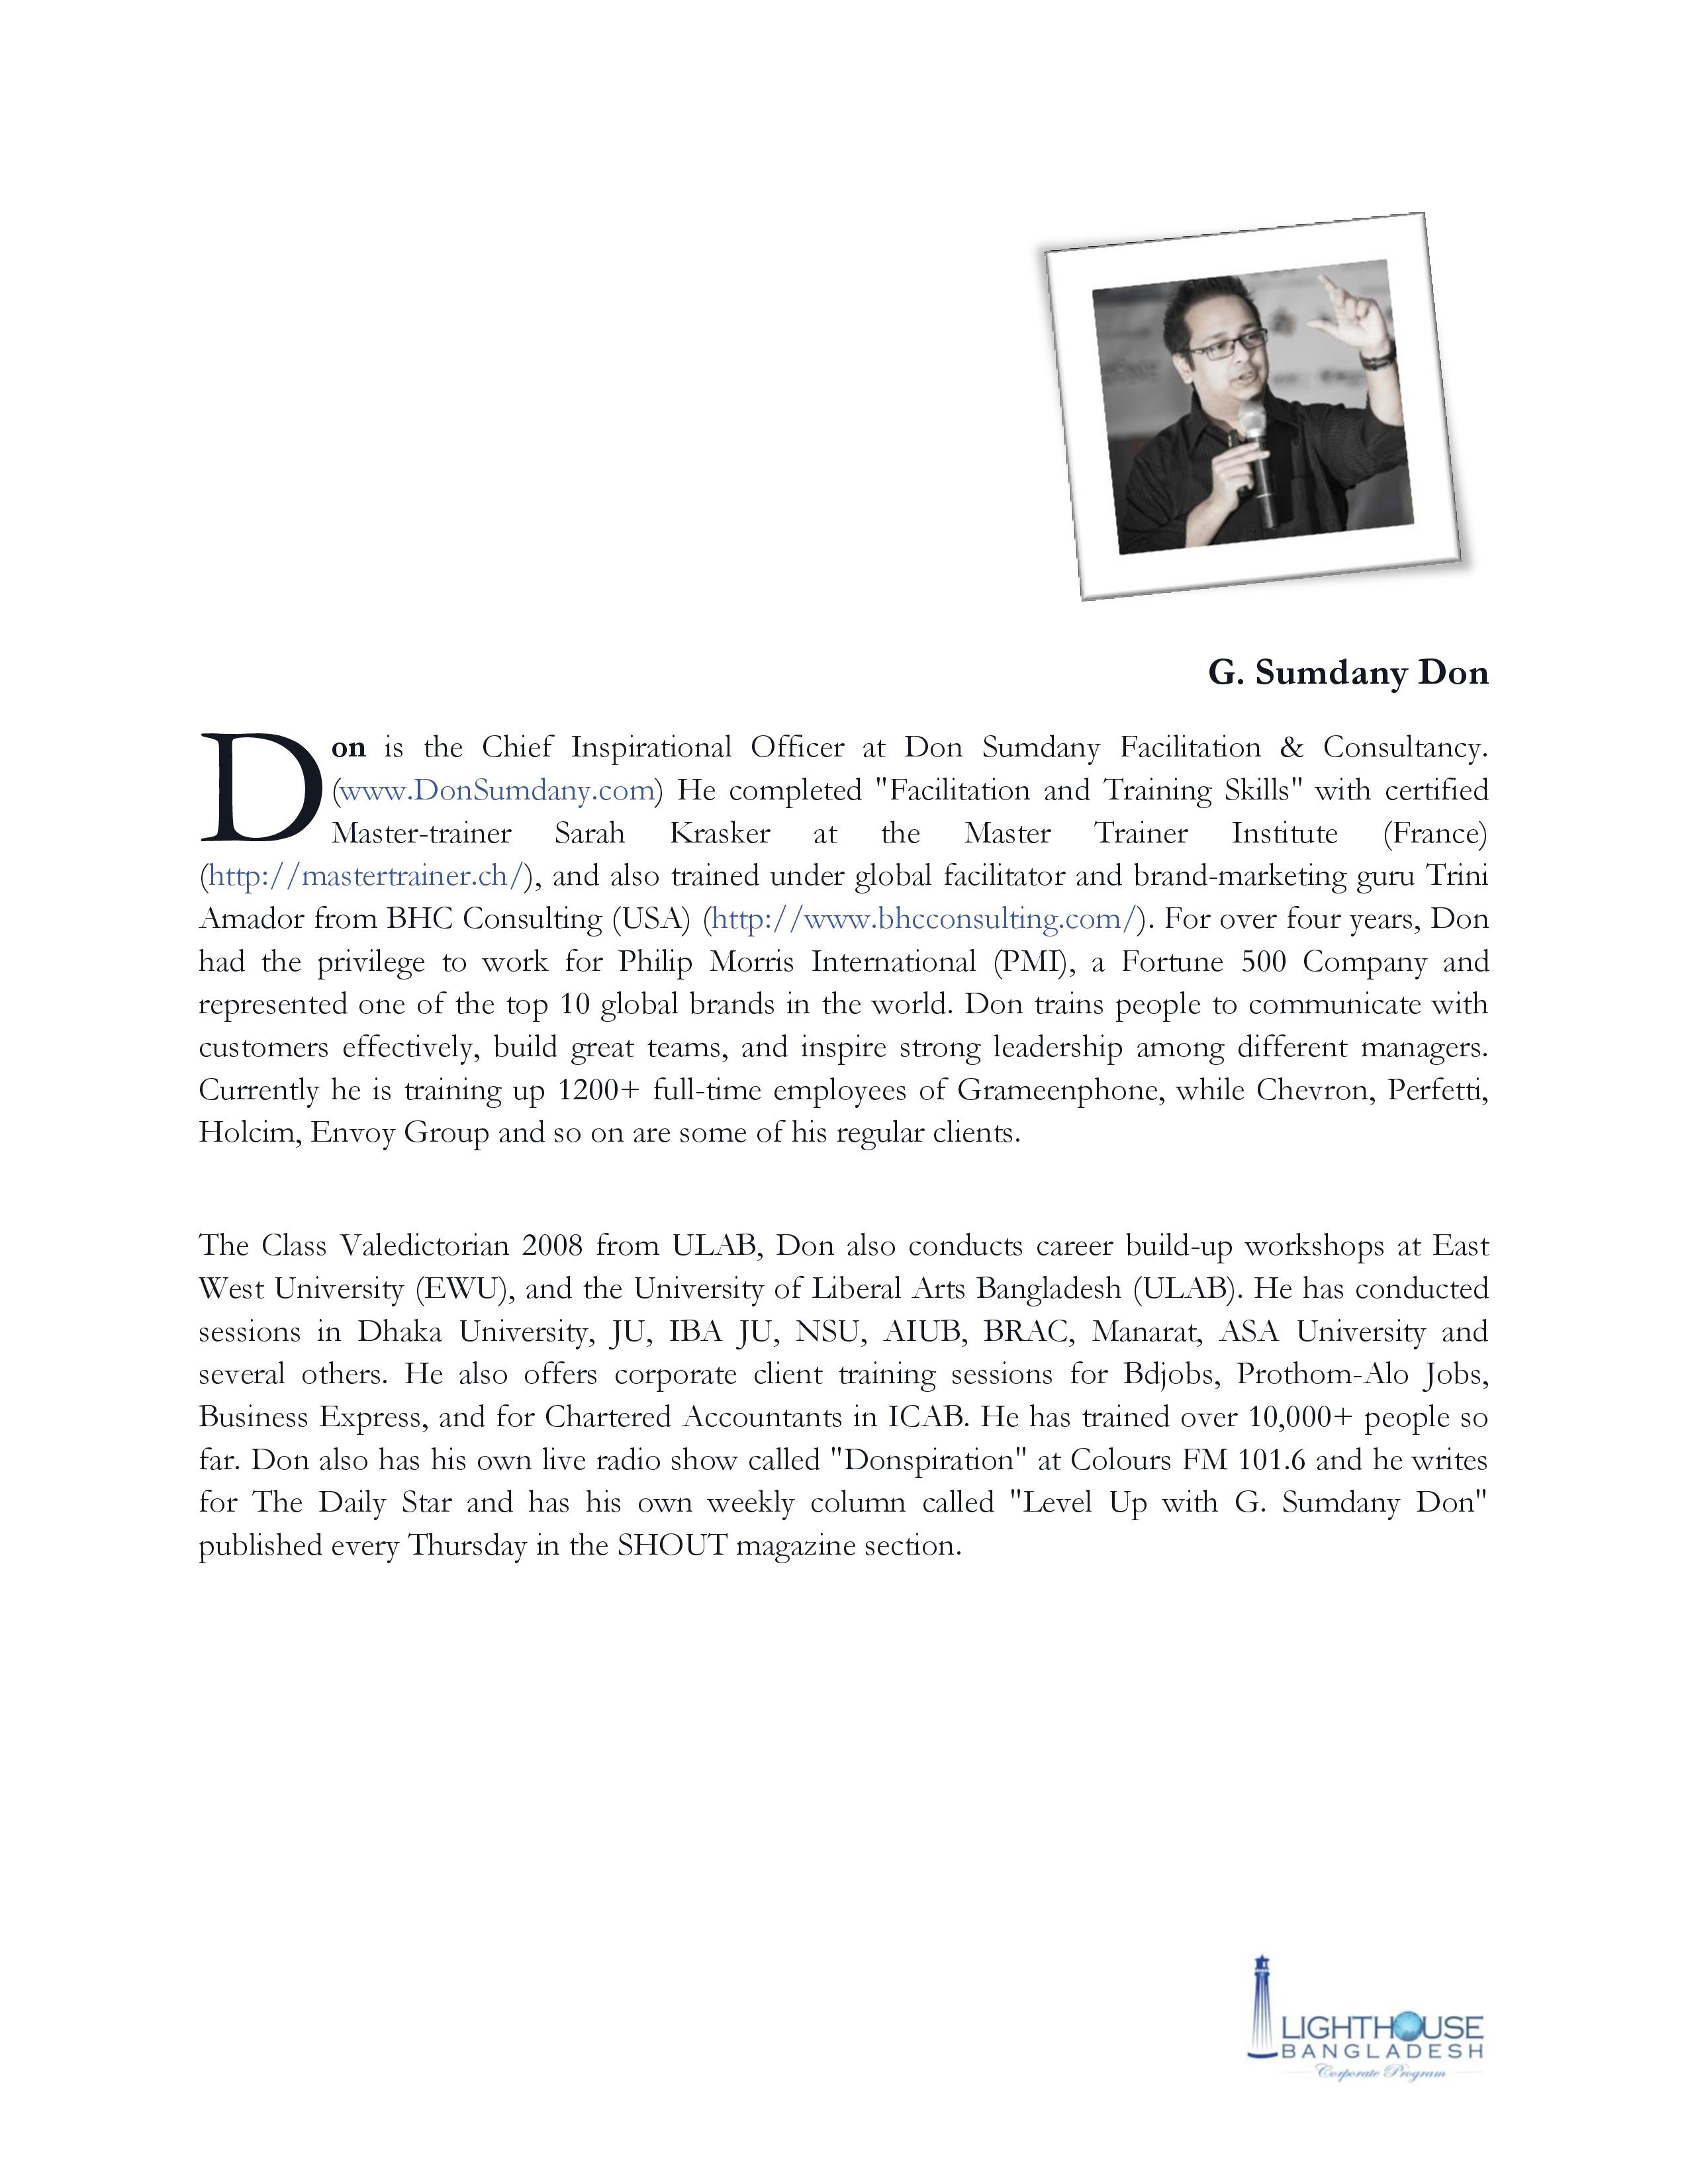 G. Sumdany Don
Don is the Chief Inspirational Officer at Don Sumdany Facilitation & Consultancy.
(www.DonSumdany.com) He completed "Facilitation and Training Skills" with certified
Master-trainer Sarah Krasker at the Master Trainer Institute (France)
(http://mastertrainer.ch/), and also trained under global facilitator and brand-marketing guru Trini
Amador from BHC Consulting (USA) (http://www.bhcconsulting.com/). For over four years, Don
had the privilege to work for Philip Morris International (PMI), a Fortune 500 Company and
represented one of the top 10 global brands in the world. Don trains people to communicate with
customers effectively, build great teams, and inspire strong leadership among different managers.
Currently he is training up 1200+ full-time employees of Grameenphone, while Chevron, Perfetti,
Holcim, Envoy Group and so on are some of his regular clients.
The Class Valedictorian 2008 from ULAB, Don also conducts career build-up workshops at East
West University (EWU), and the University of Liberal Arts Bangladesh (ULAB). He has conducted
sessions in Dhaka University, JU, IBA JU, NSU, AIUB, BRAC, Manarat, ASA University and
several others. He also offers corporate client training sessions for Bdjobs, Prothom-Alo Jobs,
Business Express, and for Chartered Accountants in ICAB. He has trained over 10,000+ people so
far. Don also has his own live radio show called "Donspiration" at Colours FM 101.6 and he writes
for The Daily Star and has his own weekly column called "Level Up with G. Sumdany Don"
published every Thursday in the SHOUT magazine section.
LIGHTHOUSE
BANGLADESH
Corporate Program